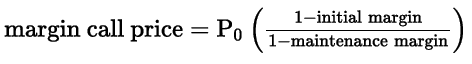 margin call price = P₀ ( (1−initial margin) / (1−maintenance margin) )